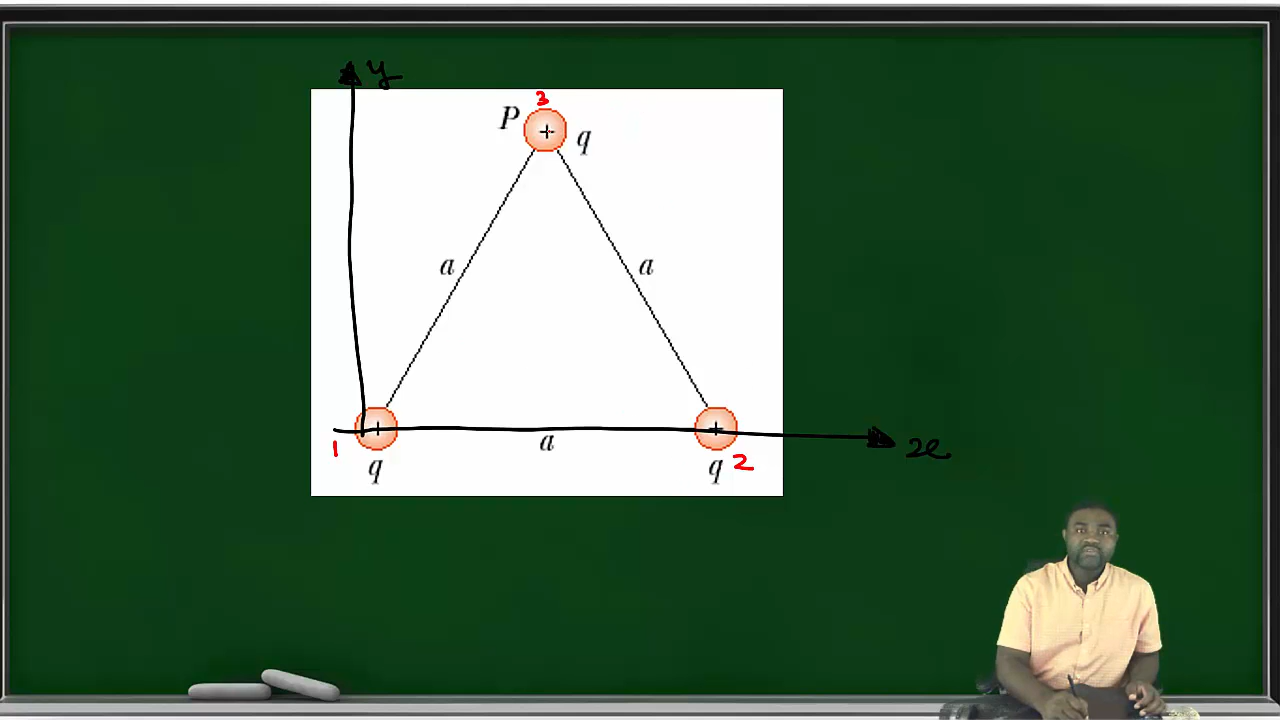 y
3
P + q
a a
1 + a + x
q q 2